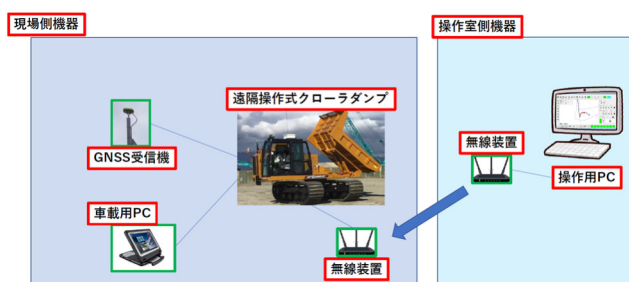 現場側機器
操作室側機器
遠隔操作式クローラダンプ
GNSS受信機
無線装置
操作用PC
車載用PC
無線装置